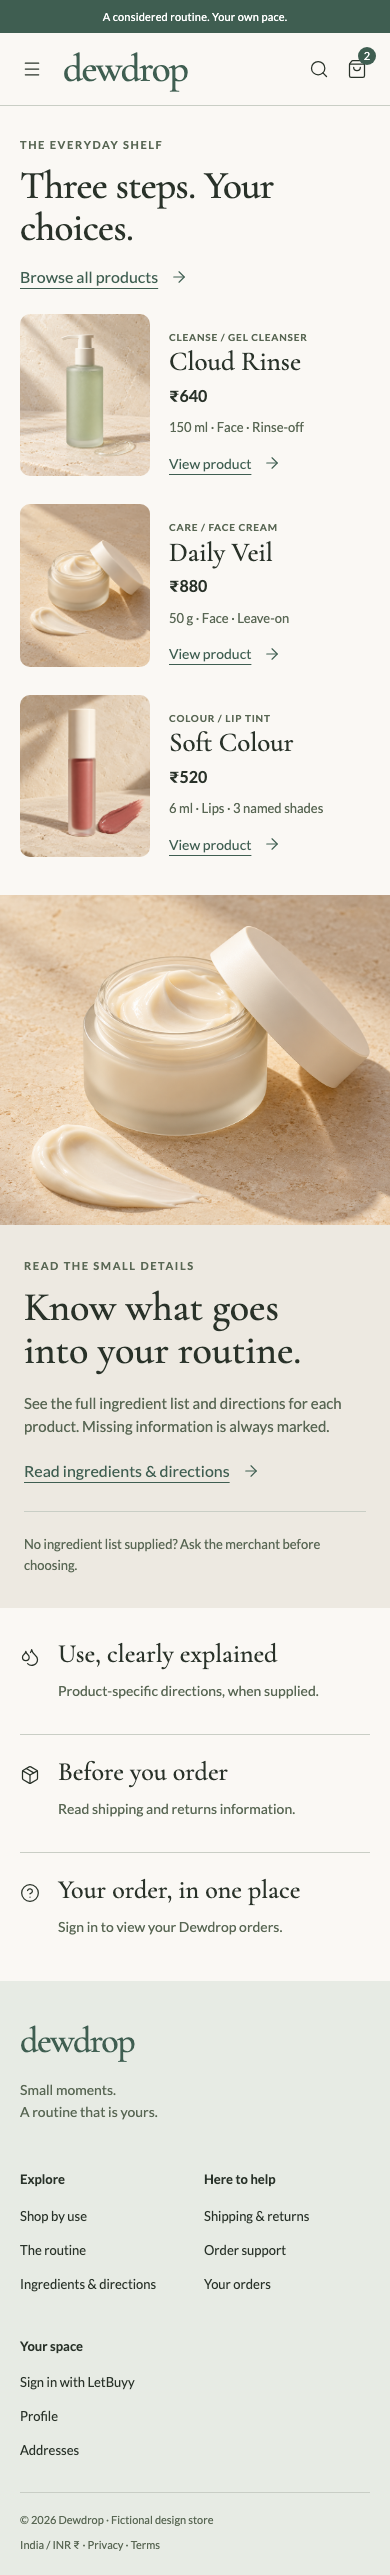 A considered routine. Your own pace.
dewdrop
2
THE EVERYDAY SHELF
Three steps. Your
choices.
Browse all products
CLEANSE / GEL CLEANSER
Cloud Rinse
₹640
150 ml · Face · Rinse-off
View product
CARE / FACE CREAM
Daily Veil
₹880
50 g · Face · Leave-on
View product
COLOUR / LIP TINT
Soft Colour
₹520
6 ml · Lips · 3 named shades
View product
READ THE SMALL DETAILS
Know what goes
into your routine.
See the full ingredient list and directions for each
product. Missing information is always marked.
Read ingredients & directions
No ingredient list supplied? Ask the merchant before
choosing.
Use, clearly explained
Product-specific directions, when supplied.
Before you order
Read shipping and returns information.
Your order, in one place
Sign in to view your Dewdrop orders.
dewdrop
Small moments.
A routine that is yours.
Explore
Shop by use
The routine
Ingredients & directions
Here to help
Shipping & returns
Order support
Your orders
Your space
Sign in with LetBuyy
Profile
Addresses
© 2026 Dewdrop · Fictional design store
India / INR ₹ · Privacy · Terms